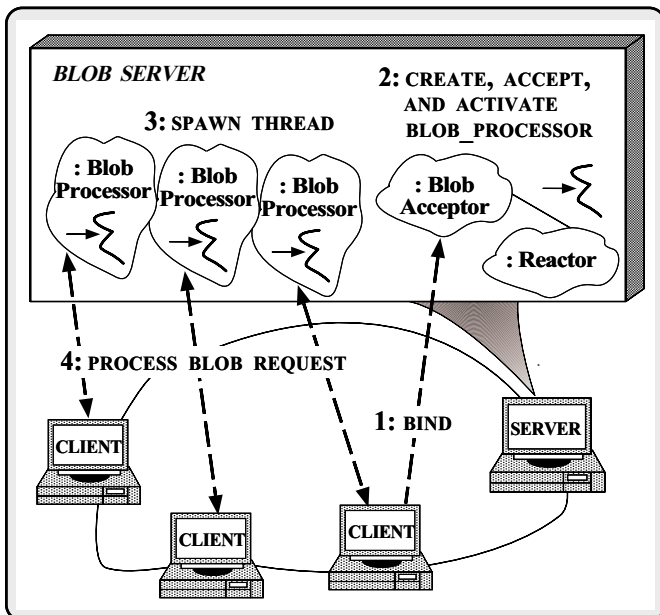 BLOB SERVER
2: CREATE, ACCEPT,
AND ACTIVATE
BLOB_PROCESSOR
3: SPAWN THREAD
: Blob
Processor
: Blob
Processor
: Blob
Processor
: Blob
Acceptor
: Reactor
4: PROCESS BLOB REQUEST
1: BIND
CLIENT
SERVER
CLIENT
CLIENT